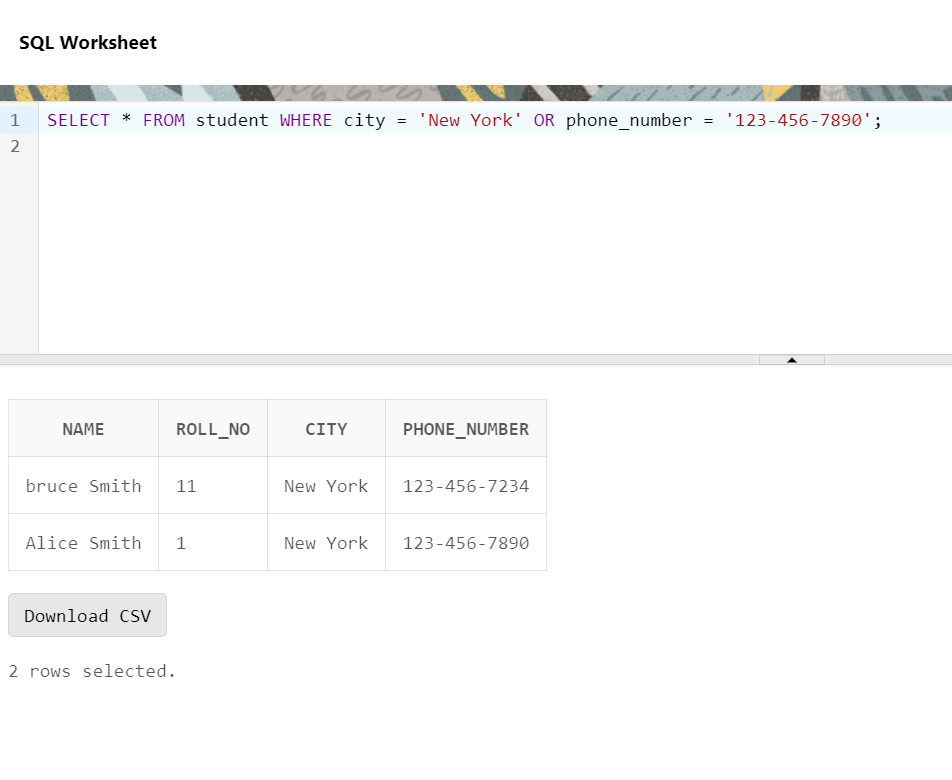 SQL Worksheet
1 SELECT * FROM student WHERE city = 'New York' OR phone_number = '123-456-7890';
2
NAME ROLL_NO CITY PHONE_NUMBER
bruce Smith 11 New York 123-456-7234
Alice Smith 1 New York 123-456-7890
Download CSV
2 rows selected.